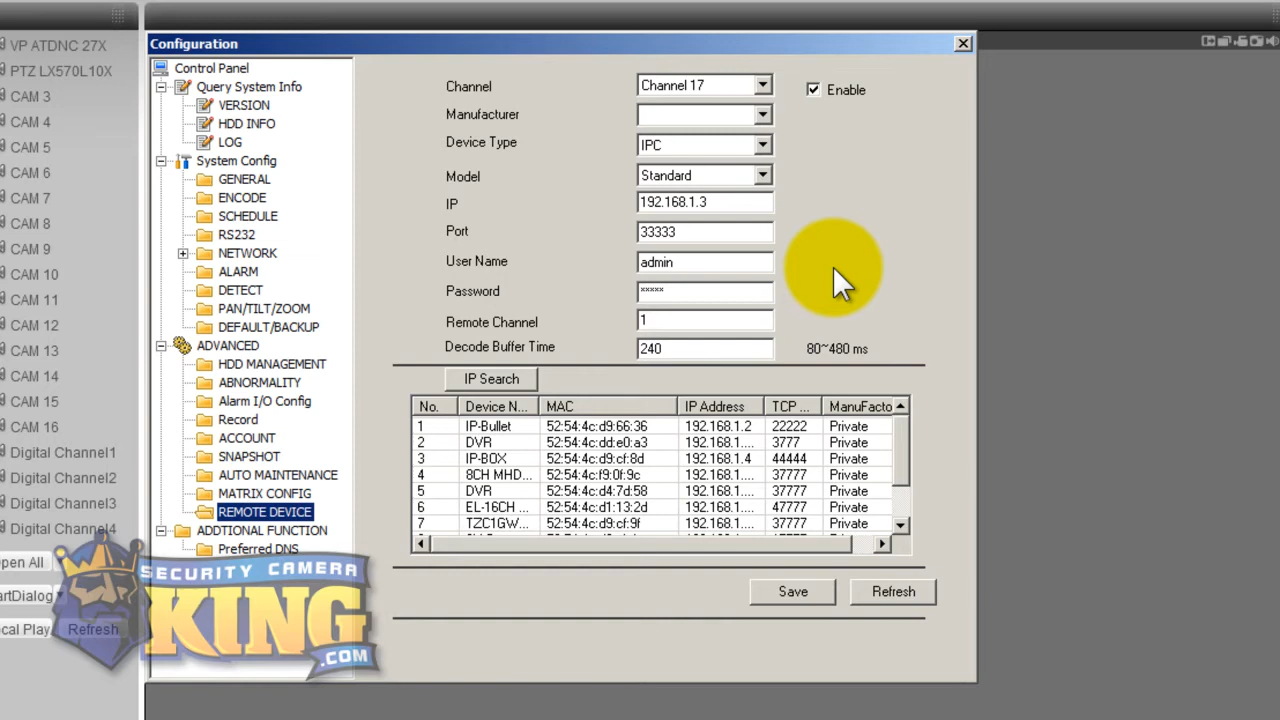 Configuration
VP ATDNC 27X
PTZ LX570L10X
CAM 3
CAM 4
CAM 5
CAM 6
CAM 7
CAM 8
CAM 9
CAM 10
CAM 11
CAM 12
CAM 13
CAM 14
CAM 15
CAM 16
Digital Channel1
Digital Channel2
Digital Channel3
Digital Channel4
pen All
artDialog
cal Play
Refresh
Control Panel
Query System Info
VERSION
HDD INFO
LOG
System Config
GENERAL
ENCODE
SCHEDULE
RS232
NETWORK
ALARM
DETECT
PAN/TILT/ZOOM
DEFAULT/BACKUP
ADVANCED
HDD MANAGEMENT
ABNORMALITY
Alarm I/O Config
Record
ACCOUNT
SNAPSHOT
AUTO MAINTENANCE
MATRIX CONFIG
REMOTE DEVICE
ADDTIONAL FUNCTION
Preferred DNS
SECURITY CAMERA
KING
.COM
Channel Channel 17 Enable
Manufacturer
Device Type IPC
Model Standard
IP 192.168.1.3
Port 33333
User Name admin
Password *****
Remote Channel 1
Decode Buffer Time 240 80~480 ms
IP Search
No. Device N... MAC IP Address TCP ... ManuFacto
1 IP-Bullet 52:54:4c:d9:66:36 192.168.1.2 22222 Private
2 DVR 52:54:4c:dd:e0:a3 192.168.1.... 3777 Private
3 IP-BOX 52:54:4c:d9:cf:8d 192.168.1.4 44444 Private
4 8CH MHD... 52:54:4c:f9:0f:9c 192.168.1.... 37777 Private
5 DVR 52:54:4c:d4:7d:58 192.168.1.... 37777 Private
6 EL-16CH ... 52:54:4c:d1:13:2d 192.168.1.... 47777 Private
7 TZC1GW... 52:54:4c:d9:cf:9f 192.168.1.... 37777 Private
Save Refresh